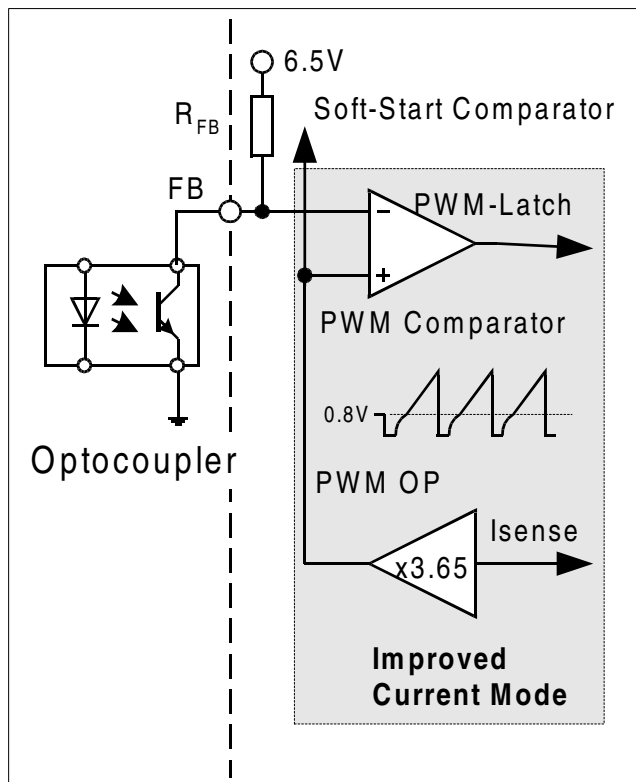 6.5V
R_FB
Soft-Start Comparator
FB
PWM-Latch
−
+
PWM Comparator
0.8V
Optocoupler
PWM OP
Isense
x3.65
Improved
Current Mode